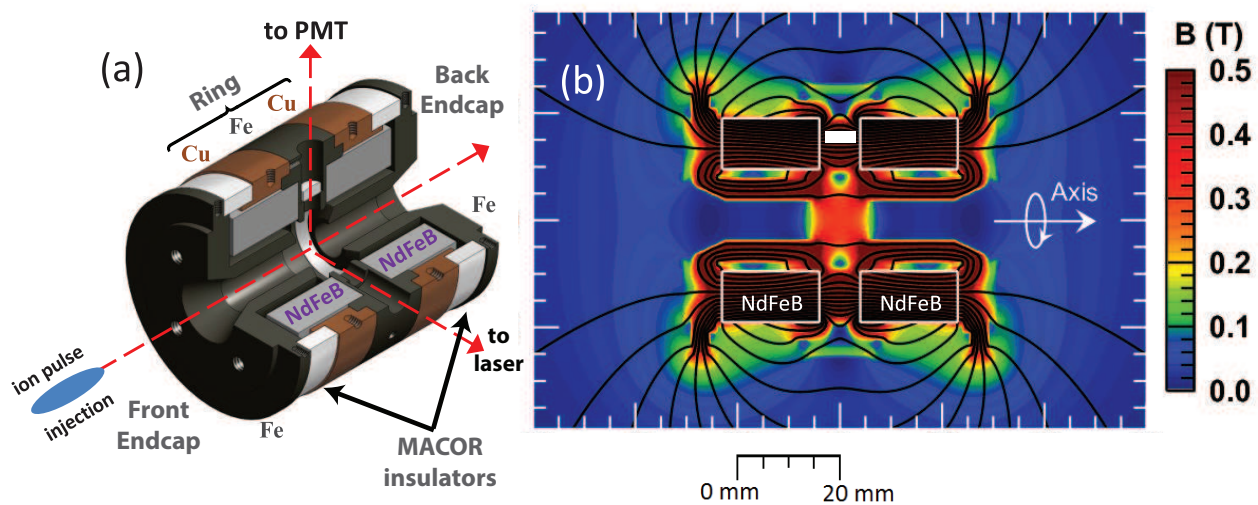 (a)
to PMT
Ring
Cu
Fe
Cu
Back
Endcap
Fe
NdFeB
NdFeB
to
laser
ion pulse
injection
Front
Endcap
Fe
MACOR
insulators
(b)
Axis
NdFeB
NdFeB
B (T)
0.5
0.4
0.3
0.2
0.1
0.0
0 mm
20 mm